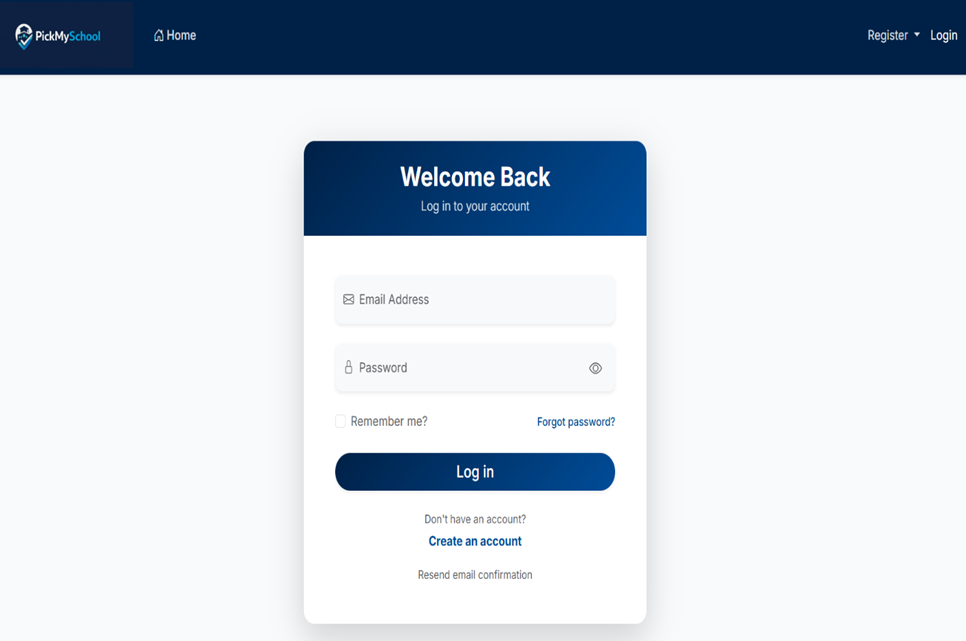 PickMySchool
Home
Register
Login
Welcome Back
Log in to your account
Email Address
Password
Remember me?
Forgot password?
Log in
Don't have an account?
Create an account
Resend email confirmation